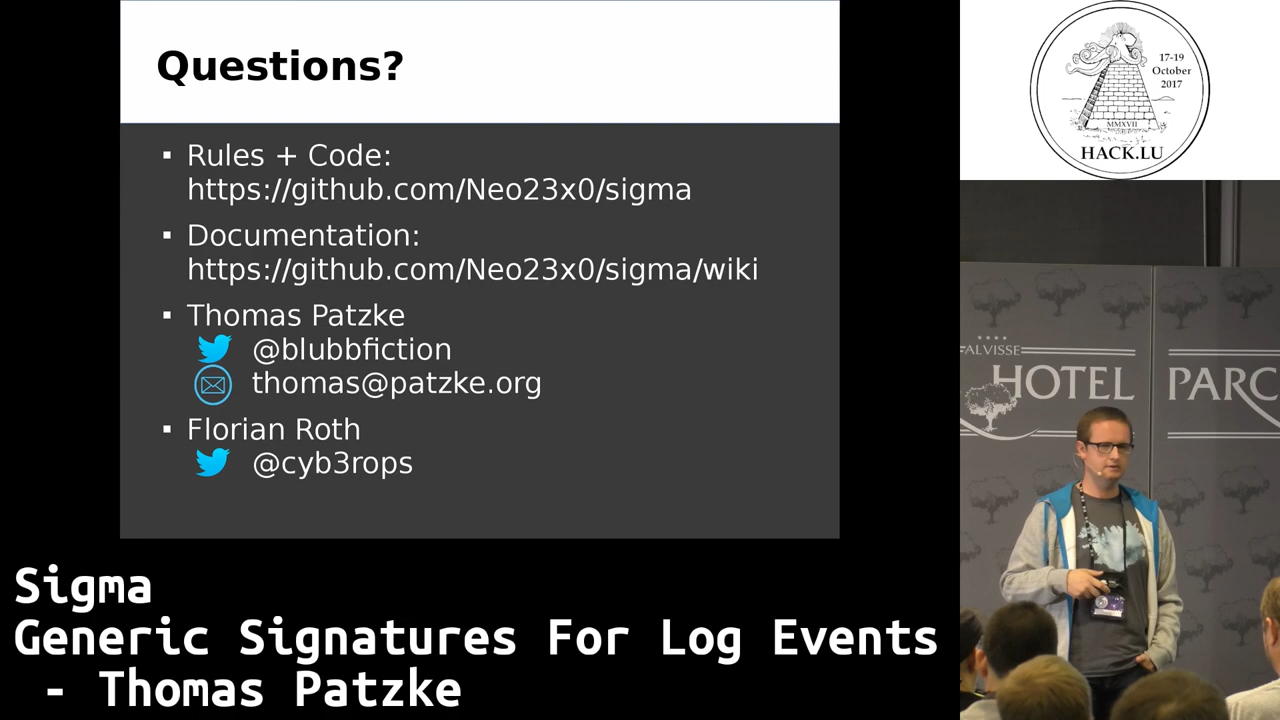 Questions?
▪ Rules + Code:
https://github.com/Neo23x0/sigma
▪ Documentation:
https://github.com/Neo23x0/sigma/wiki
▪ Thomas Patzke
@blubbfiction
thomas@patzke.org
▪ Florian Roth
@cyb3rops
Sigma
Generic Signatures For Log Events
- Thomas Patzke
17-19
October
2017
MMXVII
HACK.LU
ALVISSE
HOTEL PARC